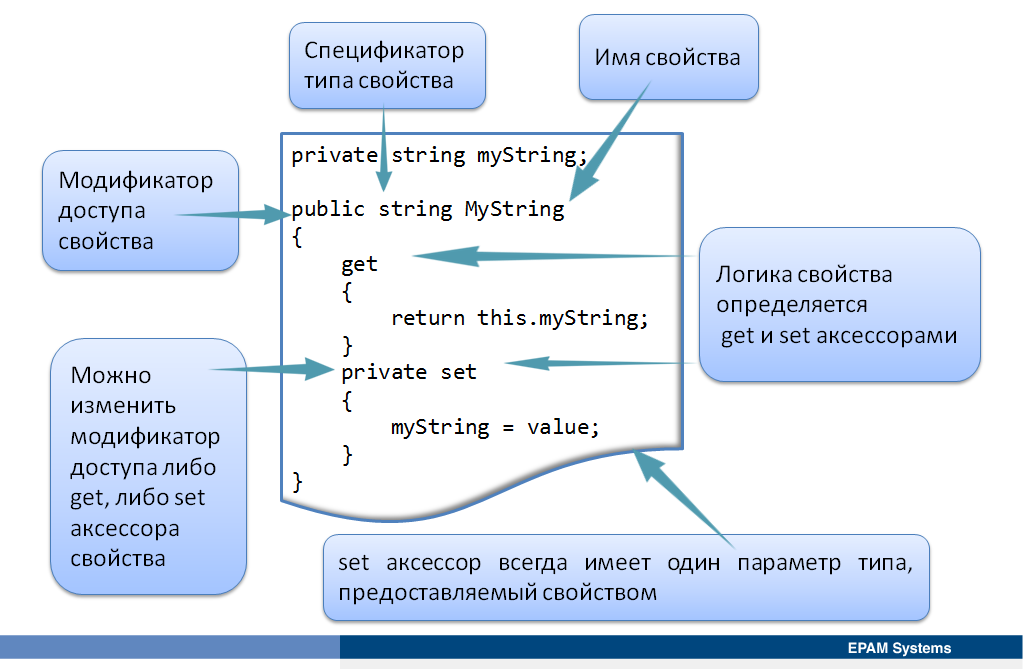 Спецификатор
типа свойства
Имя свойства
Модификатор
доступа
свойства
private string myString;
public string MyString
{
get
{
return this.myString;
}
private set
{
myString = value;
}
}
Логика свойства
определяется
get и set аксессорами
Можно
изменить
модификатор
доступа либо
get, либо set
аксессора
свойства
set аксессор всегда имеет один параметр типа,
предоставляемый свойством
EPAM Systems